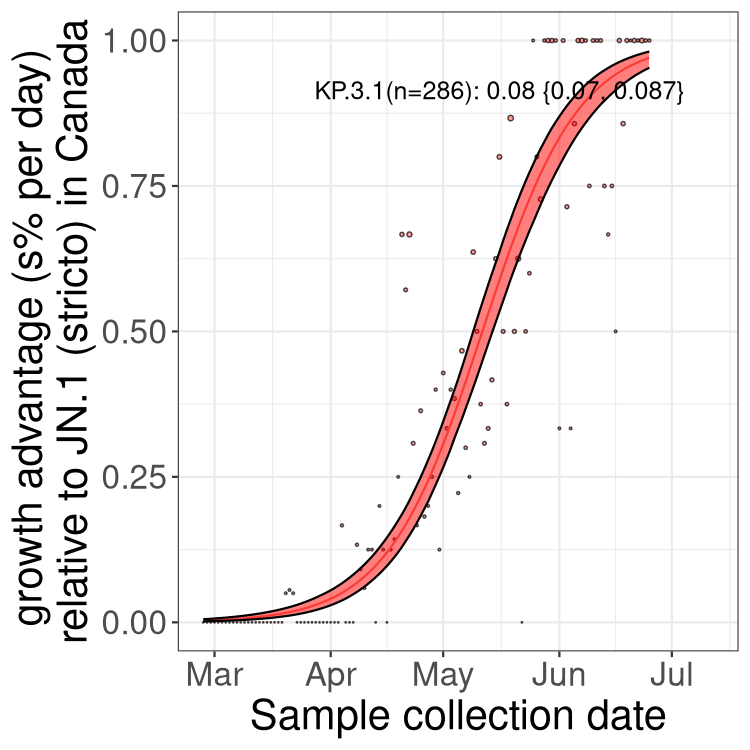 growth advantage (s% per day)
relative to JN.1 (stricto) in Canada
1.00
KP.3.1(n=286): 0.08 {0.07, 0.087}
0.75
0.50
0.25
0.00
Mar Apr May Jun Jul
Sample collection date